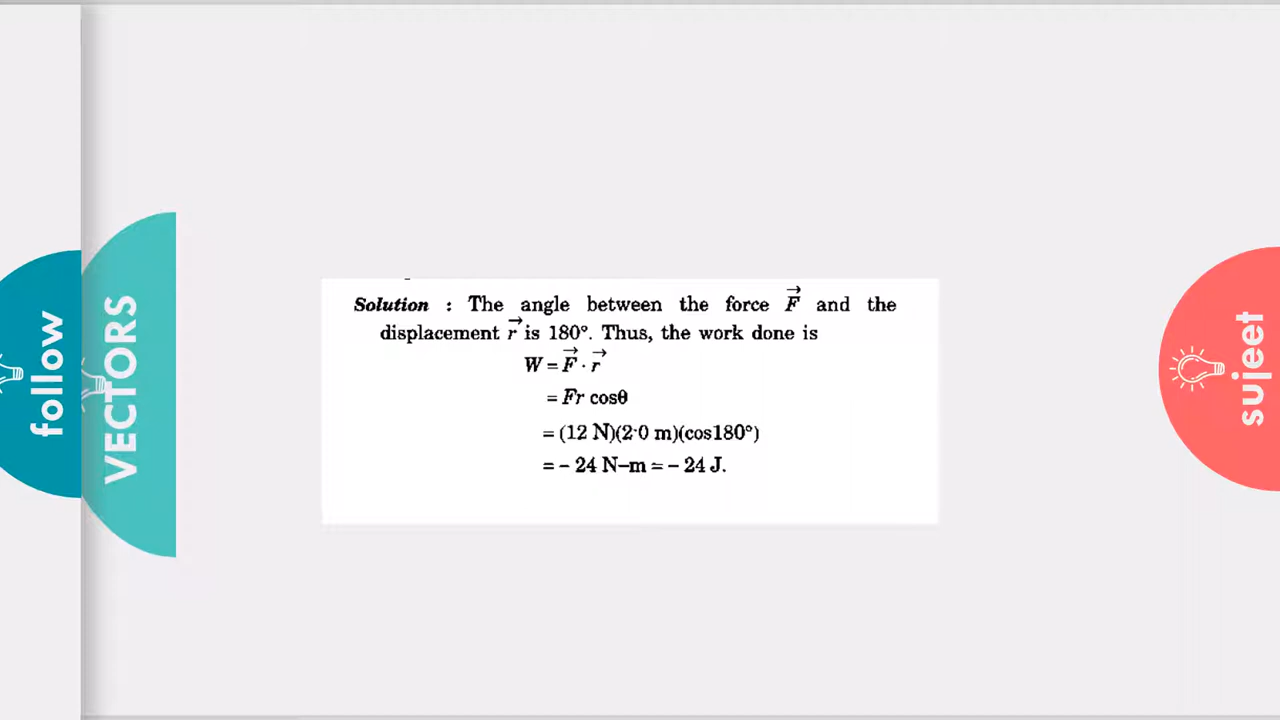 follow
VECTORS
Solution : The angle between the force F⃗ and the
displacement r⃗ is 180°. Thus, the work done is
W = F⃗ · r⃗
= Fr cosθ
= (12 N)(2·0 m)(cos180°)
= – 24 N–m = – 24 J.
sujeet